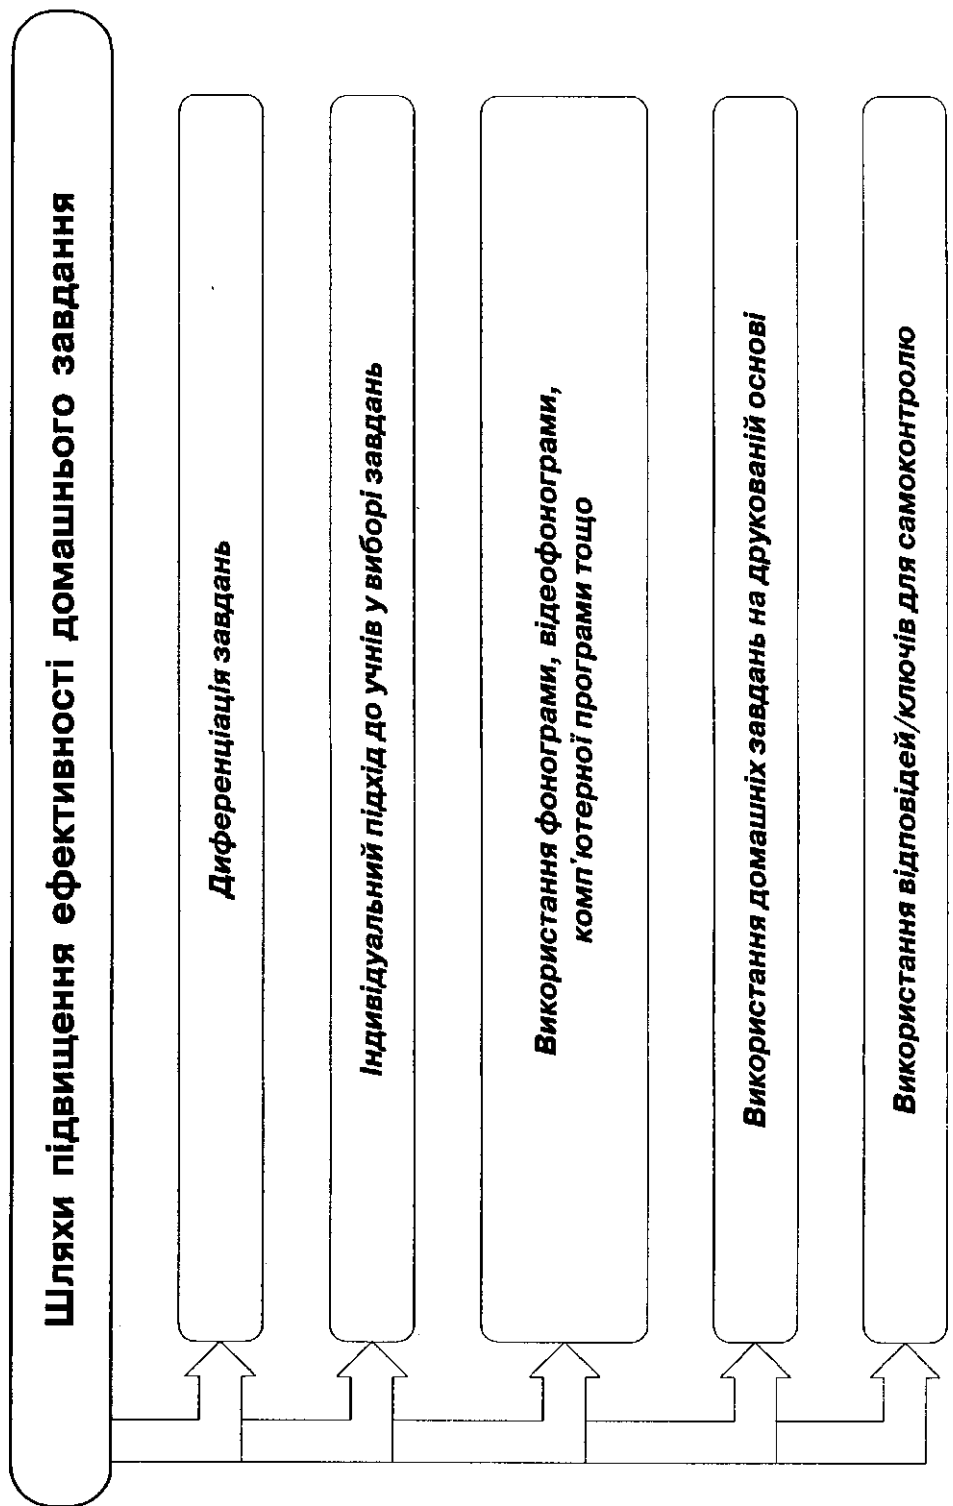 Шляхи підвищення ефективності домашнього завдання
Диференціація завдань
Індивідуальний підхід до учнів у виборі завдань
Використання фонограми, відеофонограми,
комп'ютерної програми тощо
Використання домашніх завдань на друкованій основі
Використання відповідей/ключів для самоконтролю